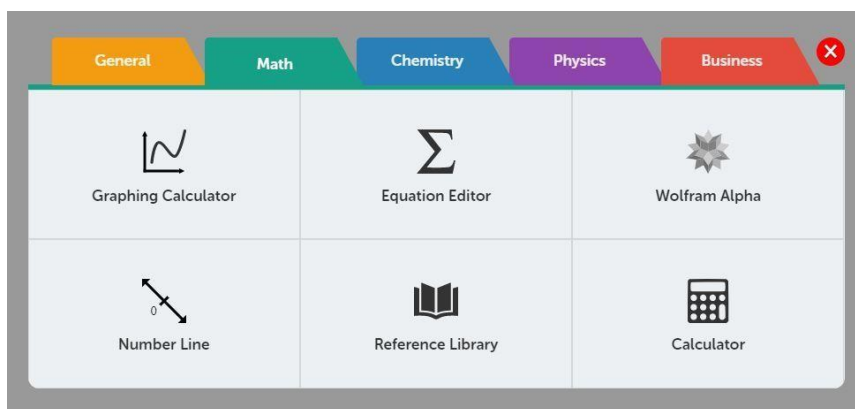 General Math Chemistry Physics Business
Graphing Calculator Equation Editor Wolfram Alpha
0
Number Line Reference Library Calculator